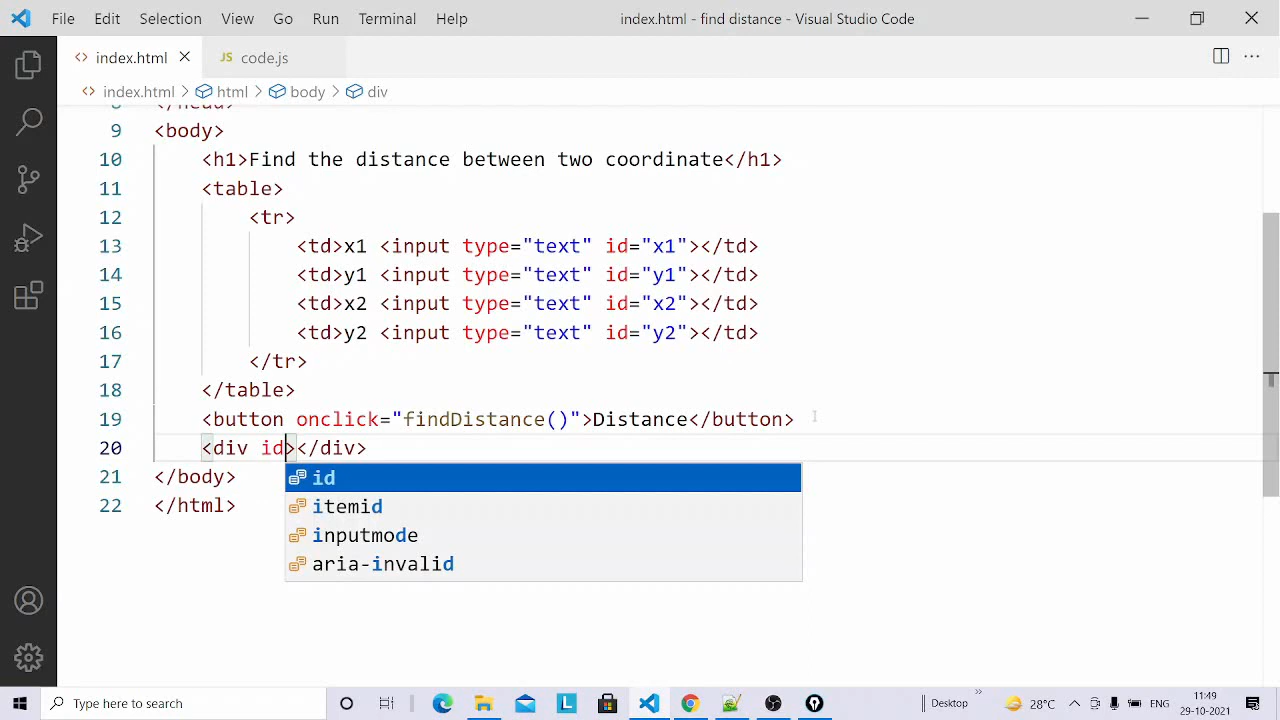 File Edit Selection View Go Run Terminal Help index.html - find distance - Visual Studio Code
<> index.html × JS code.js ···
<> index.html > html > body > div
8 </head>
9 <body>
10 <h1>Find the distance between two coordinate</h1>
11 <table>
12 <tr>
13 <td>x1 <input type="text" id="x1"></td>
14 <td>y1 <input type="text" id="y1"></td>
15 <td>x2 <input type="text" id="x2"></td>
16 <td>y2 <input type="text" id="y2"></td>
17 </tr>
18 </table>
19 <button onclick="findDistance()">Distance</button>
20 <div id></div>
id
21 </body>
itemid
22 </html>
inputmode
aria-invalid
Type here to search L Desktop » 28°C ENG 11:49
29-10-2021